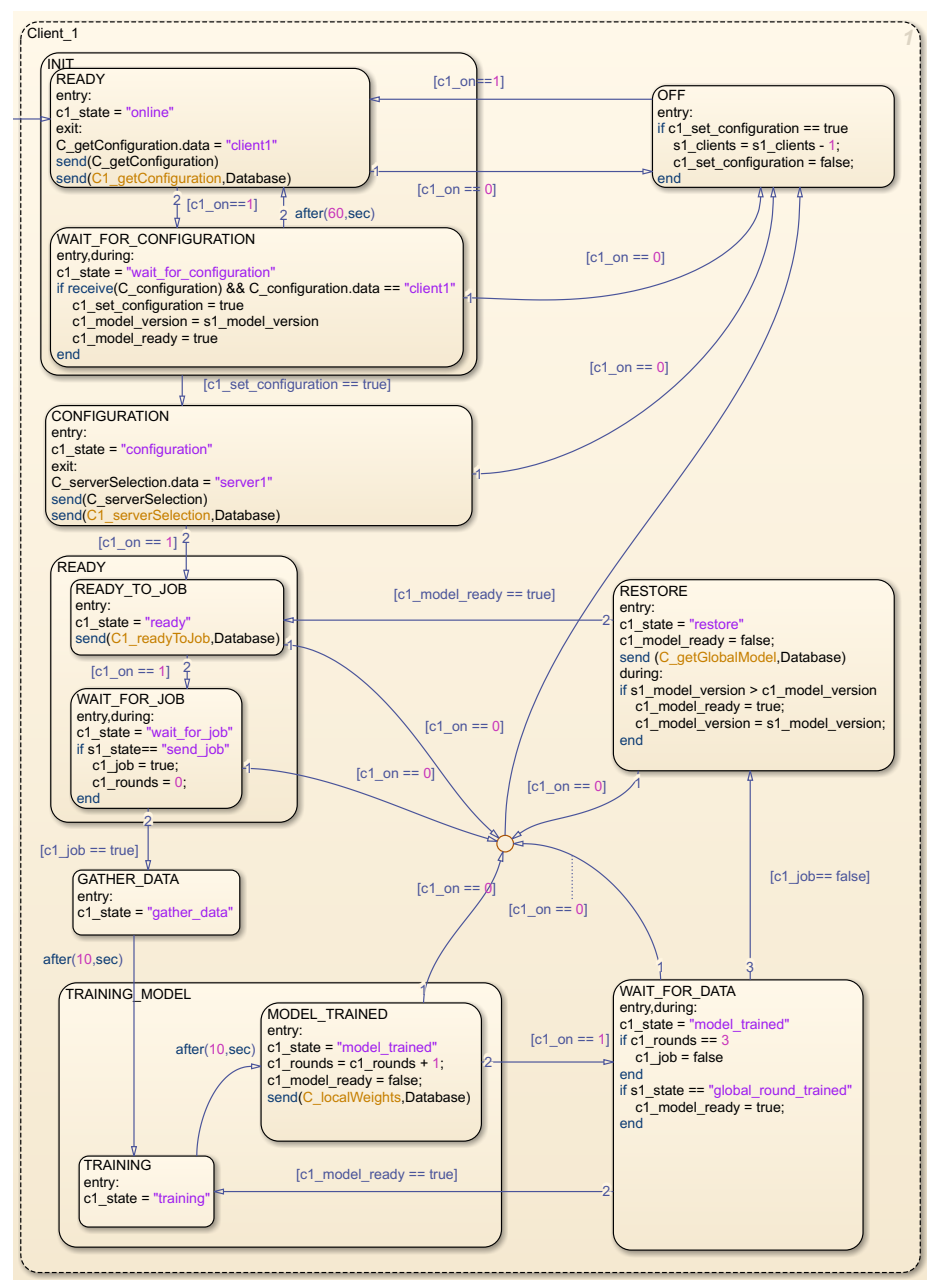 Client_1
1
INIT
READY
entry:
c1_state = "online"
exit:
C_getConfiguration.data = "client1"
send(C_getConfiguration)
send(C1_getConfiguration,Database)
[c1_on==1]
OFF
entry:
if c1_set_configuration == true
s1_clients = s1_clients - 1;
c1_set_configuration = false;
end
1
[c1_on == 0]
2
[c1_on==1]
2
after(60,sec)
WAIT_FOR_CONFIGURATION
entry,during:
c1_state = "wait_for_configuration"
if receive(C_configuration) && C_configuration.data == "client1"
c1_set_configuration = true
c1_model_version = s1_model_version
c1_model_ready = true
end
1
[c1_on == 0]
[c1_set_configuration == true]
[c1_on == 0]
CONFIGURATION
entry:
c1_state = "configuration"
exit:
C_serverSelection.data = "server1"
send(C_serverSelection)
send(C1_serverSelection,Database)
1
[c1_on == 1]
2
READY
READY_TO_JOB
entry:
c1_state = "ready"
send(C1_readyToJob,Database)
1
[c1_model_ready == true]
2
RESTORE
entry:
c1_state = "restore"
c1_model_ready = false;
send (C_getGlobalModel,Database)
during:
if s1_model_version > c1_model_version
c1_model_ready = true;
c1_model_version = s1_model_version;
end
[c1_on == 1]
2
WAIT_FOR_JOB
entry,during:
c1_state = "wait_for_job"
if s1_state== "send_job"
c1_job = true;
c1_rounds = 0;
end
1
[c1_on == 0]
[c1_on == 0]
[c1_on == 0]
1
2
[c1_job == true]
GATHER_DATA
entry:
c1_state = "gather_data"
[c1_on == 0]
[c1_on == 0]
[c1_job== false]
after(10,sec)
TRAINING_MODEL
1
MODEL_TRAINED
entry:
c1_state = "model_trained"
c1_rounds = c1_rounds + 1;
c1_model_ready = false;
send(C_localWeights,Database)
after(10,sec)
2
[c1_on == 1]
1
3
WAIT_FOR_DATA
entry,during:
c1_state = "model_trained"
if c1_rounds == 3
c1_job = false
end
if s1_state == "global_round_trained"
c1_model_ready = true;
end
TRAINING
entry:
c1_state = "training"
[c1_model_ready == true]
2